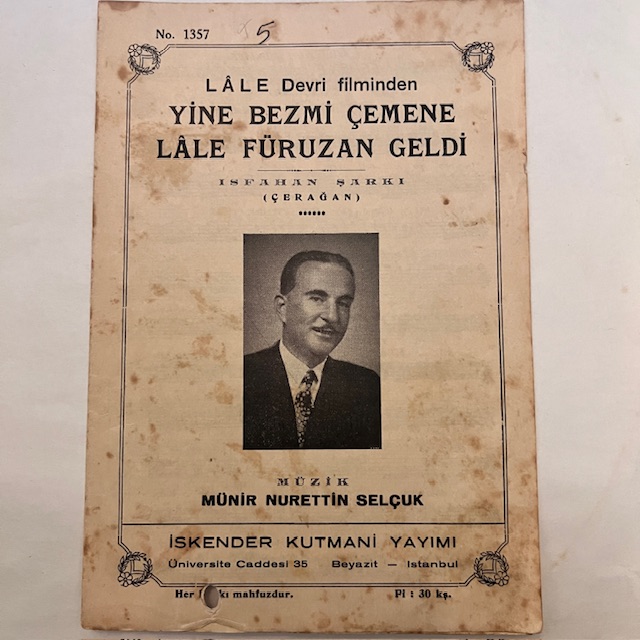 No. 1357 5
LÂLE Devri filminden
YİNE BEZMİ ÇEMENE
LÂLE FÜRUZAN GELDİ
ISFAHAN ŞARKI
(ÇERAĞAN)
MÜZİK
MÜNİR NURETTİN SELÇUK
İSKENDER KUTMANİ YAYIMI
Üniversite Caddesi 35 Beyazıt — Istanbul
Her kı mahfuzdur. Pi : 30 kş.